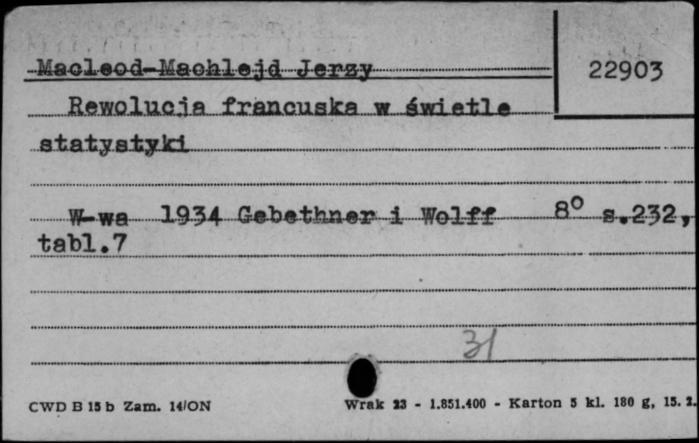 Macleod-Machlejd Jerzy
22903
Rewolucja francuska w świetle
statystyki
W-wa 1934 Gebethner i Wolff 8° s.232,
tabl.7
31
CWD B 15 b Zam. 14/ON
Wrak 23 - 1.851.400 - Karton 5 kl. 180 g, 15. 2.